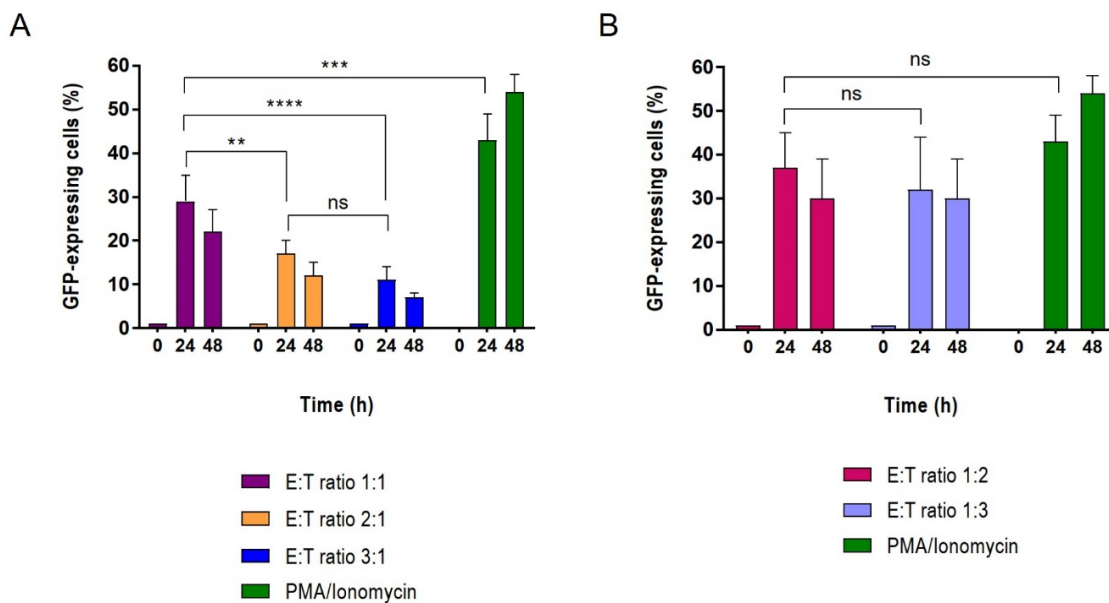 A
GFP-expressing cells (%)
60
50
40
30
20
10
0
***
****
**
ns
0 24 48 0 24 48 0 24 48 0 24 48
Time (h)
E:T ratio 1:1
E:T ratio 2:1
E:T ratio 3:1
PMA/Ionomycin
B
GFP-expressing cells (%)
60
50
40
30
20
10
0
ns
ns
0 24 48 0 24 48 0 24 48
Time (h)
E:T ratio 1:2
E:T ratio 1:3
PMA/Ionomycin